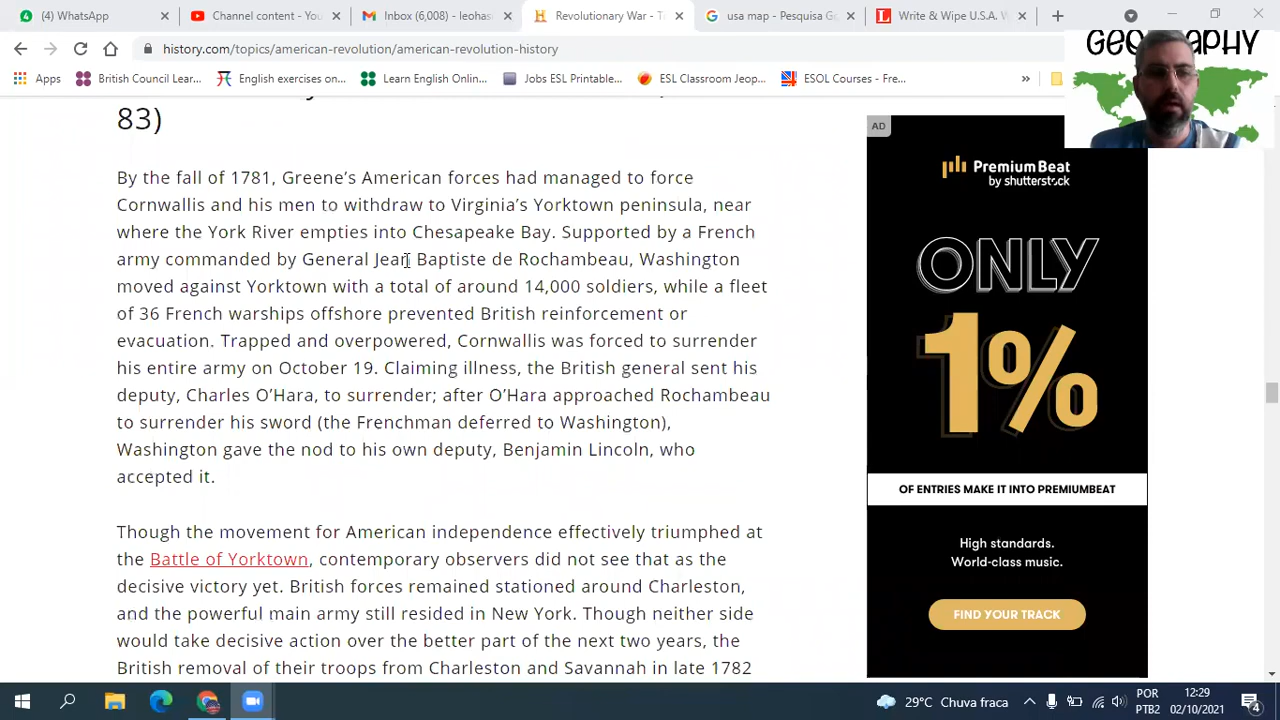 (4) WhatsApp
Channel content - You
Inbox (6,008) - leohas
Revolutionary War - T
usa map - Pesquisa G
Write & Wipe U.S.A. W
history.com/topics/american-revolution/american-revolution-history
Apps
British Council Lear...
English exercises on...
Learn English Onlin...
Jobs ESL Printable...
ESL Classroom Jeop...
ESOL Courses - Fre...
»
GEOGRAPHY
83)
By the fall of 1781, Greene's American forces had managed to force
Cornwallis and his men to withdraw to Virginia's Yorktown peninsula, near
where the York River empties into Chesapeake Bay. Supported by a French
army commanded by General Jean Baptiste de Rochambeau, Washington
moved against Yorktown with a total of around 14,000 soldiers, while a fleet
of 36 French warships offshore prevented British reinforcement or
evacuation. Trapped and overpowered, Cornwallis was forced to surrender
his entire army on October 19. Claiming illness, the British general sent his
deputy, Charles O'Hara, to surrender; after O'Hara approached Rochambeau
to surrender his sword (the Frenchman deferred to Washington),
Washington gave the nod to his own deputy, Benjamin Lincoln, who
accepted it.
Though the movement for American independence effectively triumphed at
the Battle of Yorktown, contemporary observers did not see that as the
decisive victory yet. British forces remained stationed around Charleston,
and the powerful main army still resided in New York. Though neither side
would take decisive action over the better part of the next two years, the
British removal of their troops from Charleston and Savannah in late 1782
AD
PremiumBeat
by shutterstock
ONLY
1%
OF ENTRIES MAKE IT INTO PREMIUMBEAT
High standards.
World-class music.
FIND YOUR TRACK
29°C Chuva fraca
POR
PTB2
12:29
02/10/2021
4